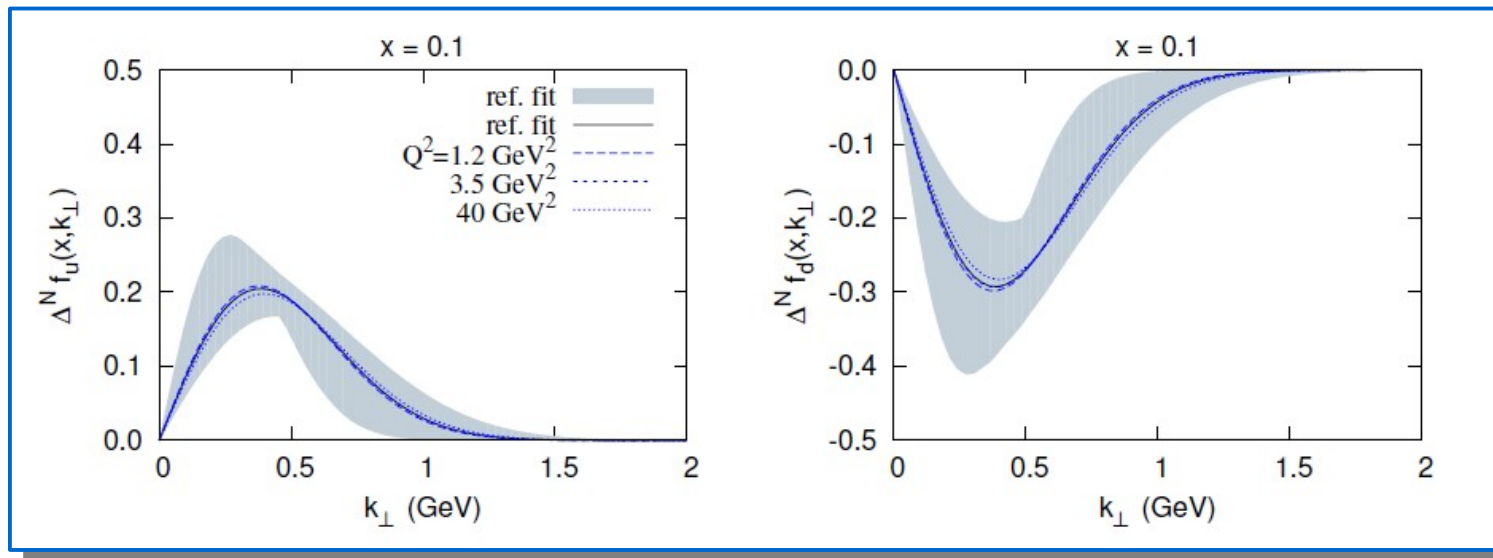 x = 0.1
0.5
0.4
0.3
0.2
0.1
0.0
Δ^N f_u(x,k_⊥)
ref. fit
ref. fit
Q²=1.2 GeV²
3.5 GeV²
40 GeV²
0 0.5 1 1.5 2
k_⊥ (GeV)
x = 0.1
0.0
-0.1
-0.2
-0.3
-0.4
-0.5
Δ^N f_d(x,k_⊥)
0 0.5 1 1.5 2
k_⊥ (GeV)